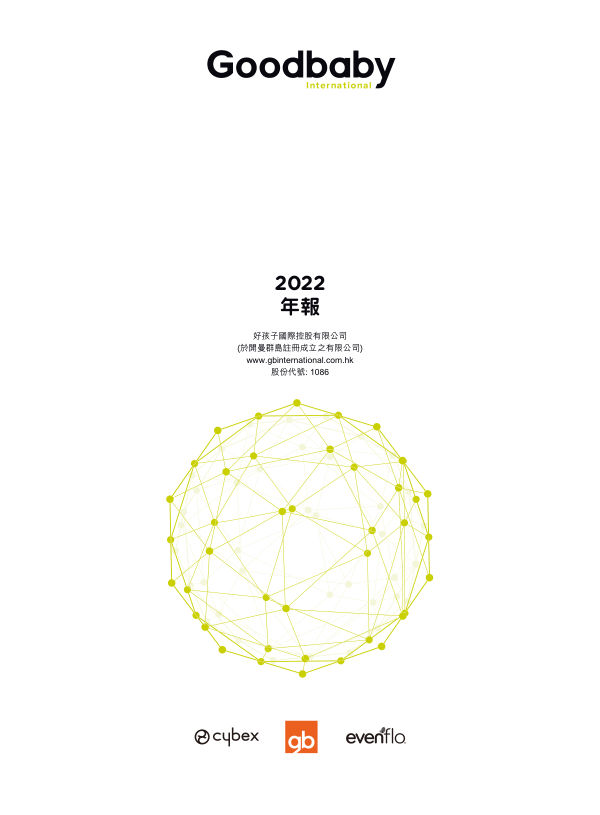 Goodbaby
International
2022
年報
好孩子國際控股有限公司
(於開曼群島註冊成立之有限公司)
www.gbinternational.com.hk
股份代號: 1086
cybex
gb
evenflo.